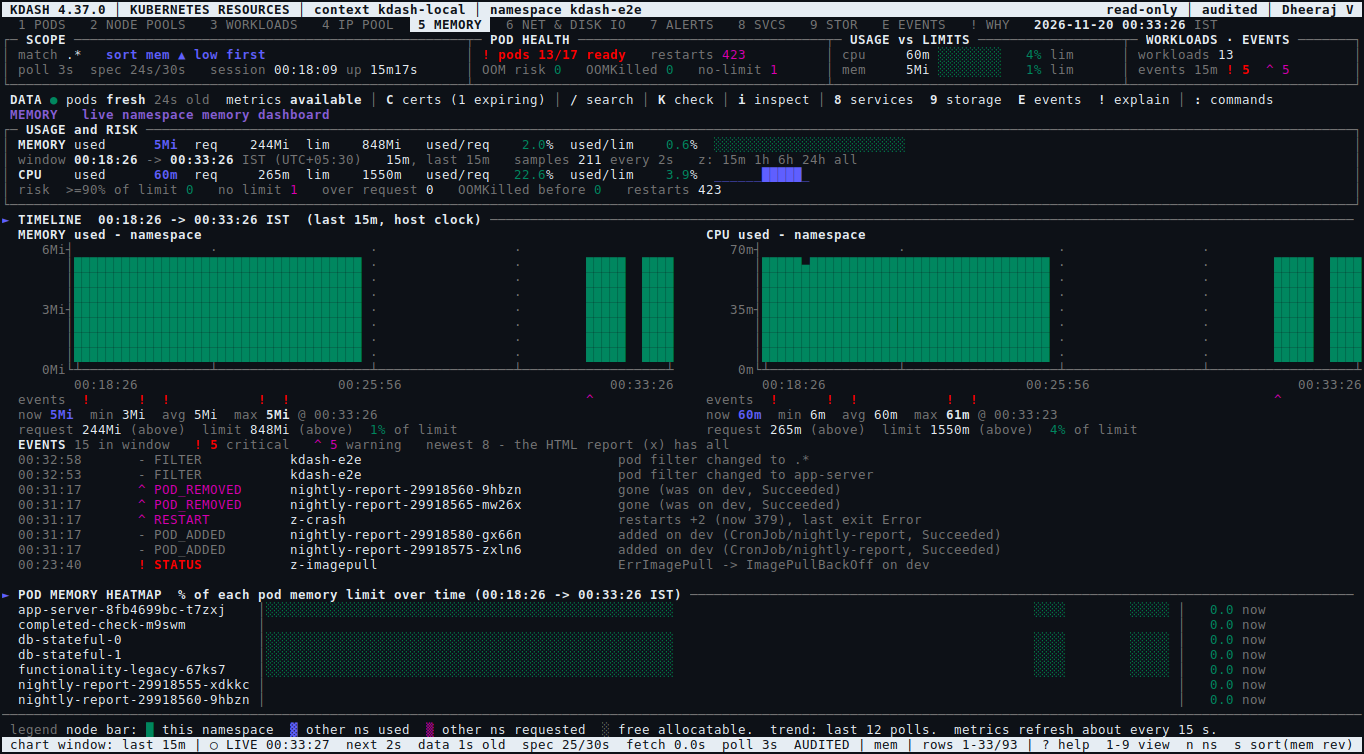 KDASH 4.37.0 │ KUBERNETES RESOURCES │ context kdash-local │ namespace kdash-e2e read-only │ audited │ Dheeraj V
1 PODS 2 NODE POOLS 3 WORKLOADS 4 IP POOL 5 MEMORY 6 NET & DISK IO 7 ALERTS 8 SVCS 9 STOR E EVENTS ! WHY 2026-11-20 00:33:26 IST
SCOPE POD HEALTH USAGE vs LIMITS WORKLOADS · EVENTS
match .* sort mem ▲ low first ! pods 13/17 ready restarts 423 cpu 60m 4% lim workloads 13
poll 3s spec 24s/30s session 00:18:09 up 15m17s OOM risk 0 OOMKilled 0 no-limit 1 mem 5Mi 1% lim events 15m ! 5 ^ 5
DATA ● pods fresh 24s old metrics available │ C certs (1 expiring) │ / search │ K check │ i inspect │ 8 services 9 storage E events ! explain │ : commands
MEMORY live namespace memory dashboard
USAGE and RISK
MEMORY used 5Mi req 244Mi lim 848Mi used/req 2.0% used/lim 0.6%
window 00:18:26 -> 00:33:26 IST (UTC+05:30) 15m, last 15m samples 211 every 2s z: 15m 1h 6h 24h all
CPU used 60m req 265m lim 1550m used/req 22.6% used/lim 3.9%
risk >=90% of limit 0 no limit 1 over request 0 OOMKilled before 0 restarts 423
► TIMELINE 00:18:26 -> 00:33:26 IST (last 15m, host clock)
MEMORY used - namespace CPU used - namespace
6Mi 70m
3Mi 35m
0Mi 0m
00:18:26 00:25:56 00:33:26 00:18:26 00:25:56 00:33:26
events ! ! ! ! ! ^ events ! ! ! ! ! ^
now 5Mi min 3Mi avg 5Mi max 5Mi @ 00:33:26 now 60m min 6m avg 60m max 61m @ 00:33:23
request 244Mi (above) limit 848Mi (above) 1% of limit request 265m (above) limit 1550m (above) 4% of limit
EVENTS 15 in window ! 5 critical ^ 5 warning newest 8 - the HTML report (x) has all
00:32:58 - FILTER kdash-e2e pod filter changed to .*
00:32:53 - FILTER kdash-e2e pod filter changed to app-server
00:31:17 ^ POD_REMOVED nightly-report-29918560-9hbzn gone (was on dev, Succeeded)
00:31:17 ^ POD_REMOVED nightly-report-29918565-mw26x gone (was on dev, Succeeded)
00:31:17 ^ RESTART z-crash restarts +2 (now 379), last exit Error
00:31:17 - POD_ADDED nightly-report-29918580-gx66n added on dev (CronJob/nightly-report, Succeeded)
00:31:17 - POD_ADDED nightly-report-29918575-zxln6 added on dev (CronJob/nightly-report, Succeeded)
00:23:40 ! STATUS z-imagepull ErrImagePull -> ImagePullBackOff on dev
► POD MEMORY HEATMAP % of each pod memory limit over time (00:18:26 -> 00:33:26 IST)
app-server-8fb4699bc-t7zxj 0.0 now
completed-check-m9swm 0.0 now
db-stateful-0 0.0 now
db-stateful-1 0.0 now
functionality-legacy-67ks7 0.0 now
nightly-report-29918555-xdkkc 0.0 now
nightly-report-29918560-9hbzn 0.0 now
legend node bar: this namespace other ns used other ns requested free allocatable. trend: last 12 polls. metrics refresh about every 15 s.
chart window: last 15m | ○ LIVE 00:33:27 next 2s data 1s old spec 25/30s fetch 0.0s poll 3s AUDITED | mem | rows 1-33/93 | ? help 1-9 view n ns s sort(mem rev)